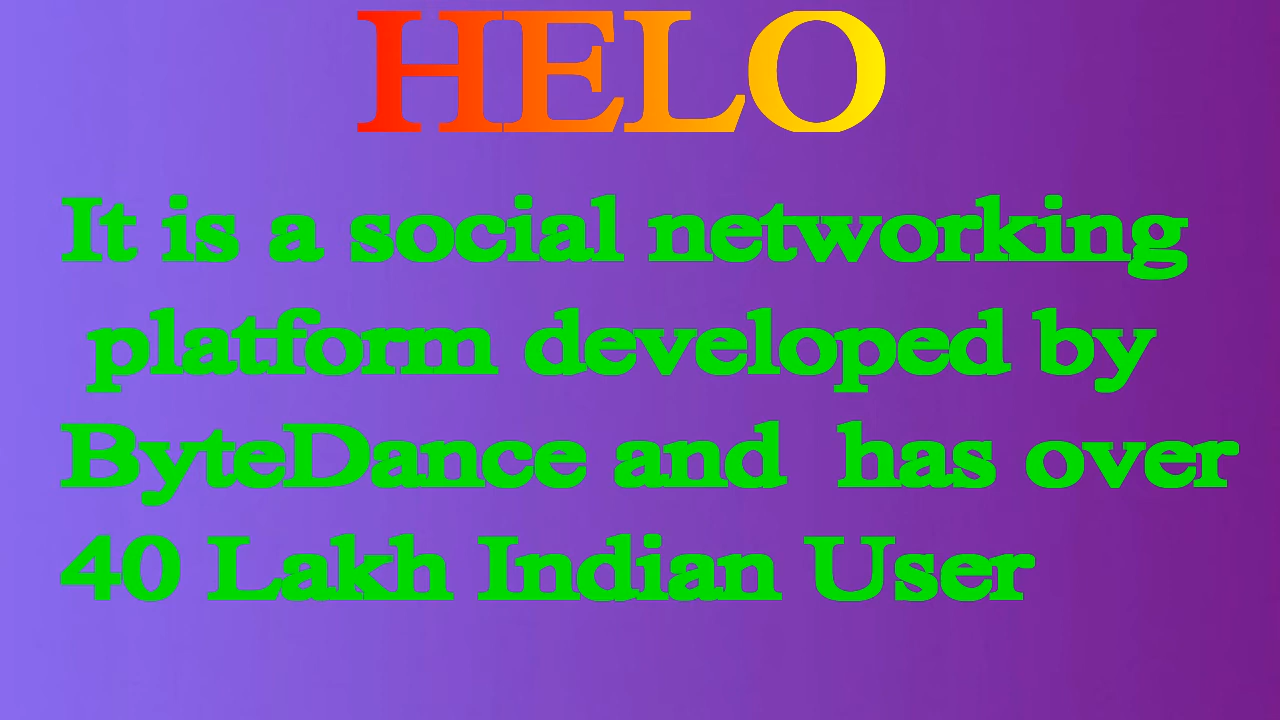 HELO
It is a social networking
platform developed by
ByteDance and has over
40 Lakh Indian User